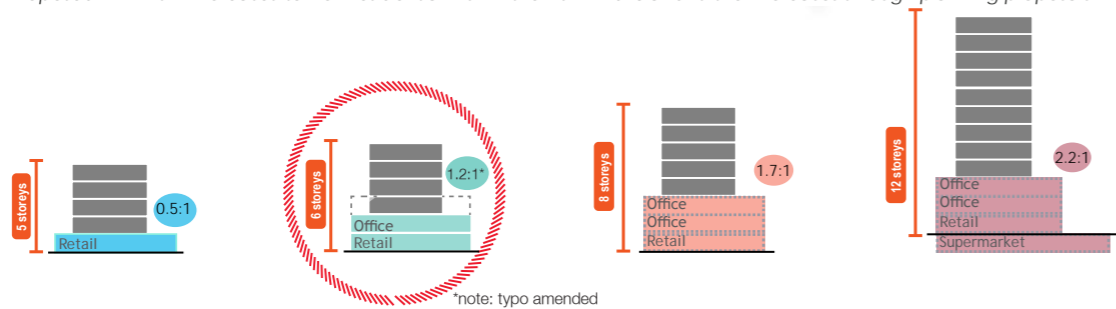 5 storeys
Retail
0.5:1
6 storeys
1.2:1*
Office
Retail
*note: typo amended
8 storeys
1.7:1
Office
Office
Retail
12 storeys
2.2:1
Office
Office
Retail
Supermarket